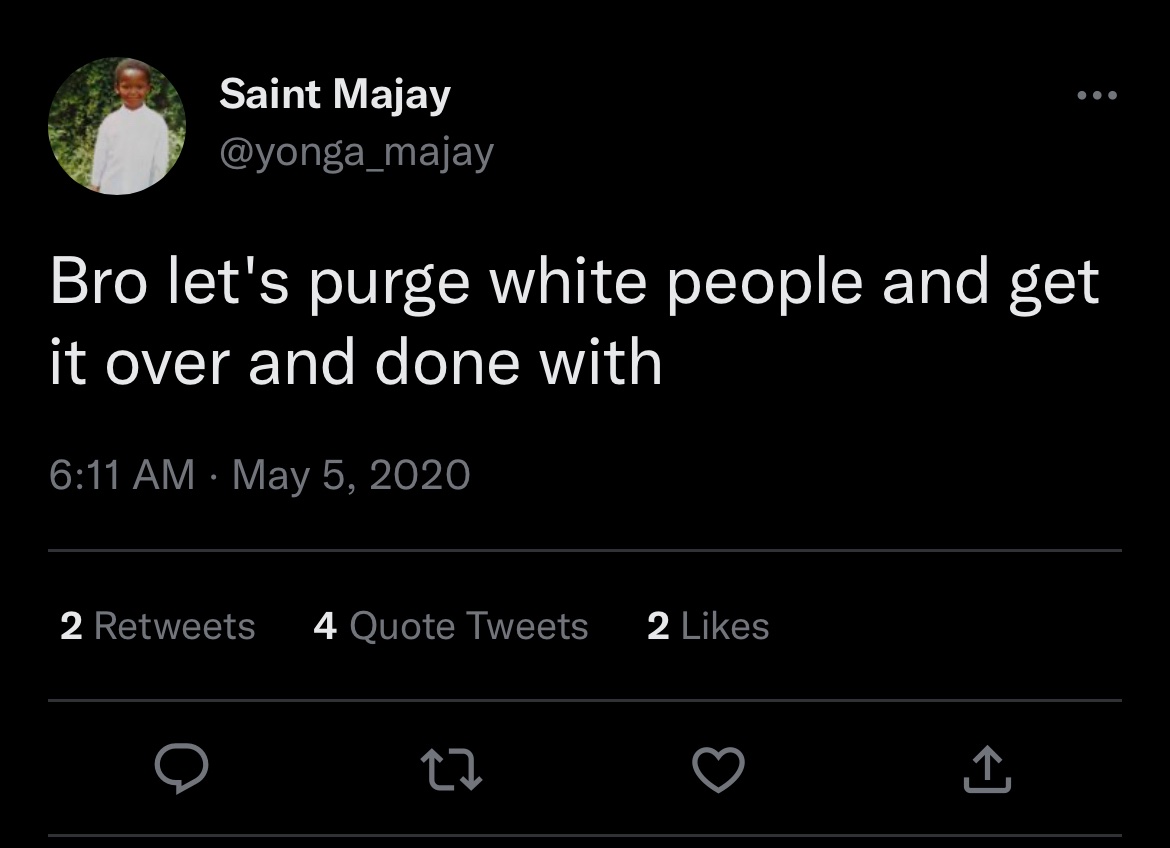 Saint Majay
@yonga_majay
Bro let's purge white people and get
it over and done with
6:11 AM · May 5, 2020
2 Retweets 4 Quote Tweets 2 Likes